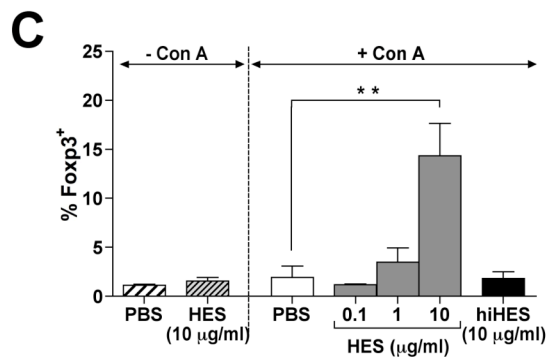 C
- Con A
+ Con A
25
20
15
10
5
0
% Foxp3+
* *
PBS
HES
(10 μg/ml)
PBS
0.1
1
10
HES (μg/ml)
hiHES
(10 μg/ml)